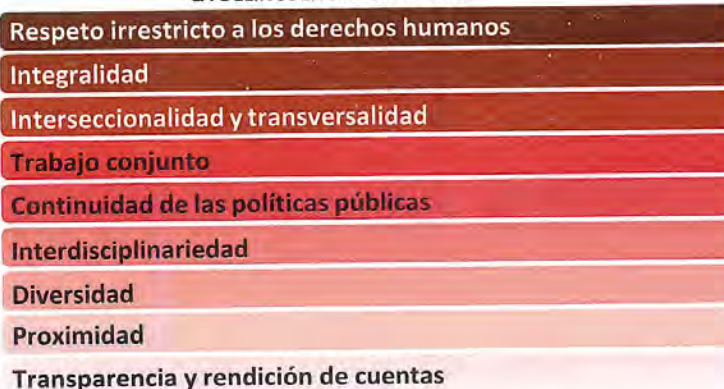 Respeto irrestricto a los derechos humanos
Integralidad
Interseccionalidad y transversalidad
Trabajo conjunto
Continuidad de las políticas públicas
Interdisciplinariedad
Diversidad
Proximidad
Transparencia y rendición de cuentas